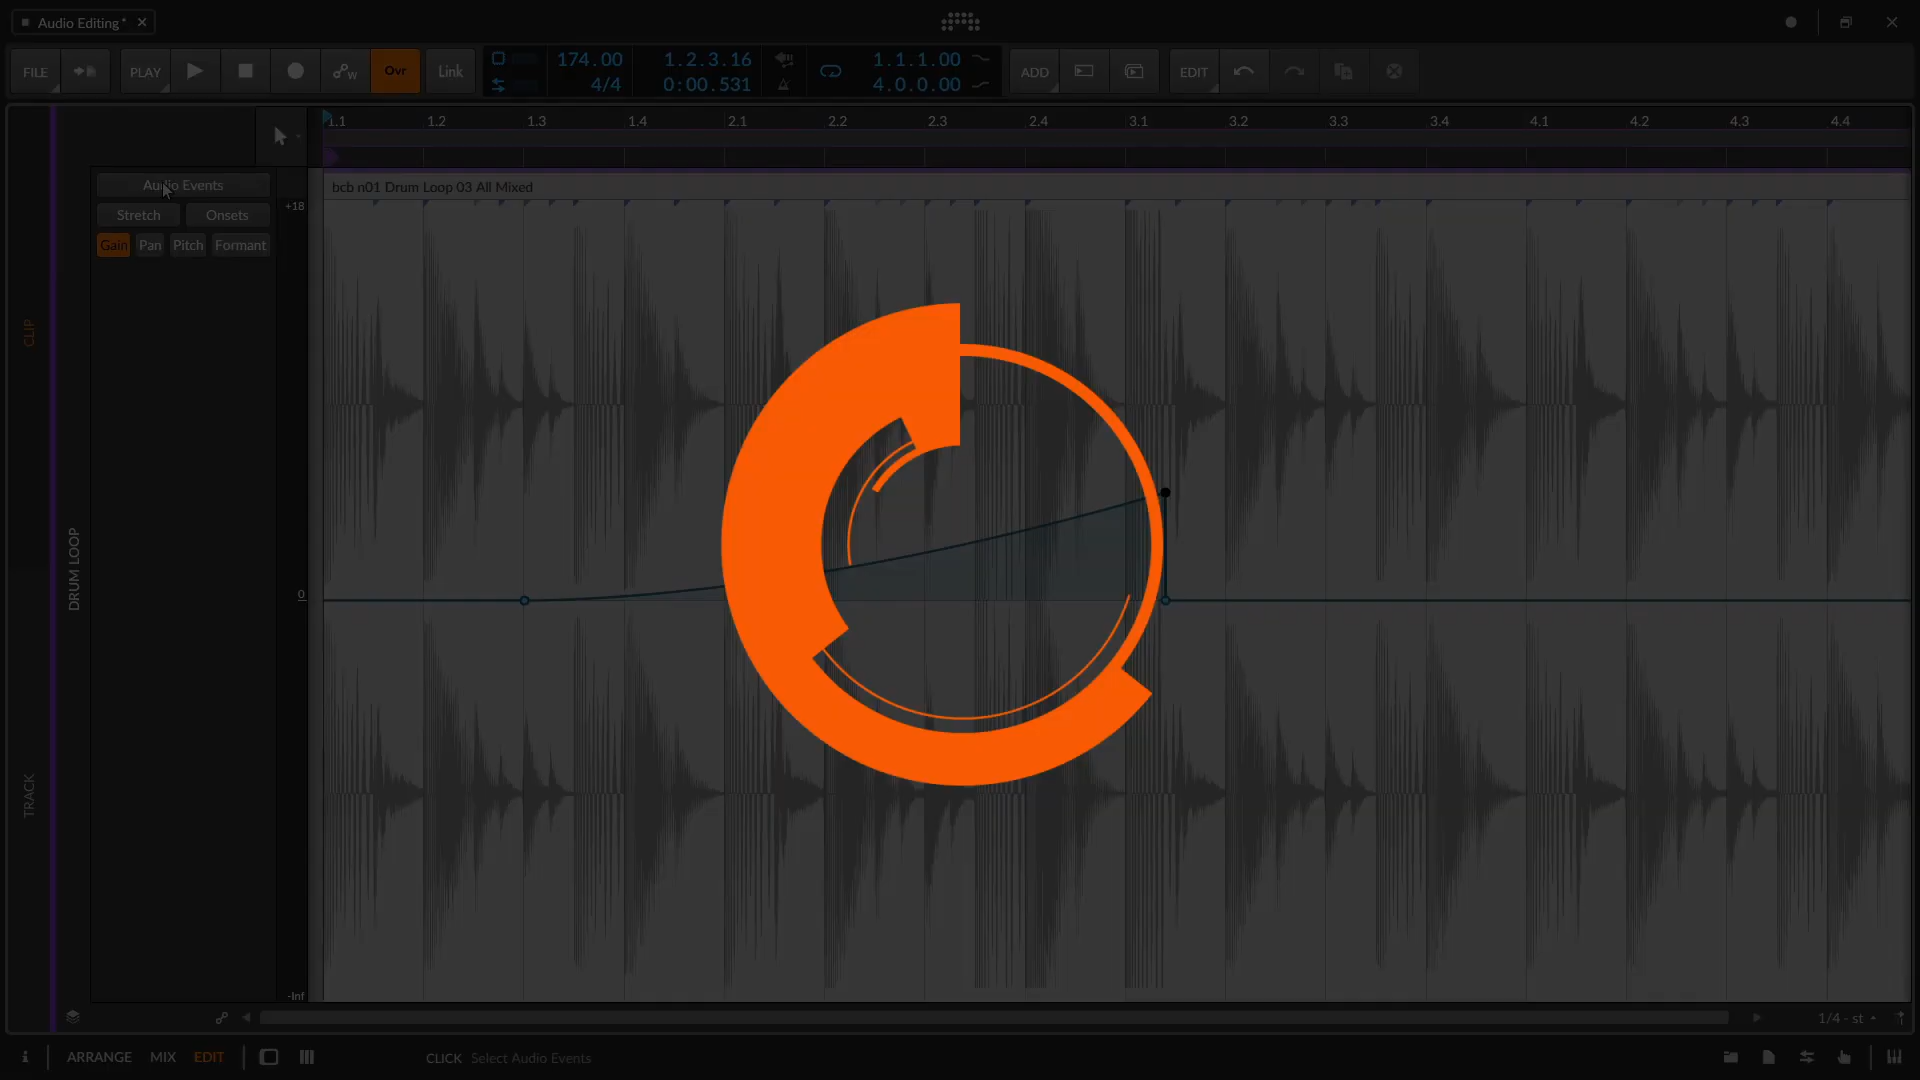 Audio Editing*
FILE PLAY Ovr Link 174.00 1.2.3.16 1.1.1.00 ADD EDIT
4/4 0:00.531 4.0.0.00
1.1 1.2 1.3 1.4 2.1 2.2 2.3 2.4 3.1 3.2 3.3 3.4 4.1 4.2 4.3 4.4
Audio Events
bcb n01 Drum Loop 03 All Mixed
+18
Stretch Onsets
Gain Pan Pitch Formant
CLIP
DRUM LOOP
0
TRACK
-Inf
1/4 - st
i ARRANGE MIX EDIT CLICK Select Audio Events